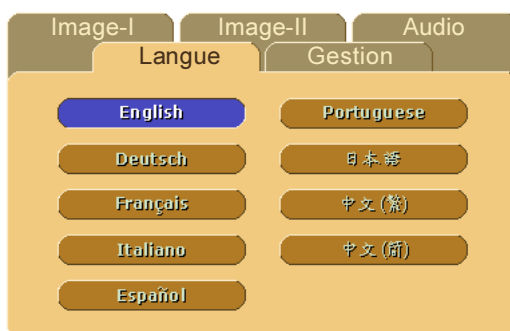 Image-I Image-II Audio
Langue Gestion
English Portuguese
Deutsch 日本語
Français 中文(繁)
Italiano 中文(简)
Español